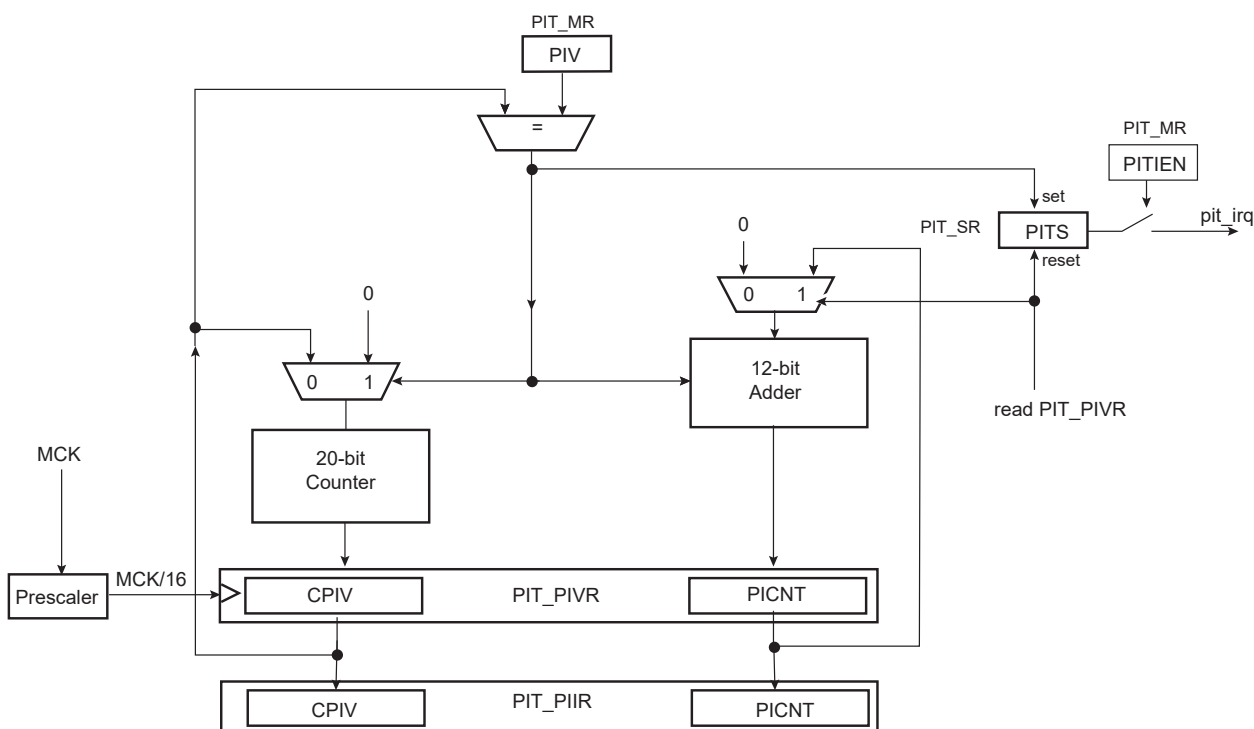 PIT_MR
PIV
=
PIT_MR
PITIEN
set
PIT_SR
PITS
pit_irq
reset
0
0 1
0
0 1
12-bit
Adder
read PIT_PIVR
20-bit
Counter
MCK
Prescaler
MCK/16
CPIV
PIT_PIVR
PICNT
CPIV
PIT_PIIR
PICNT